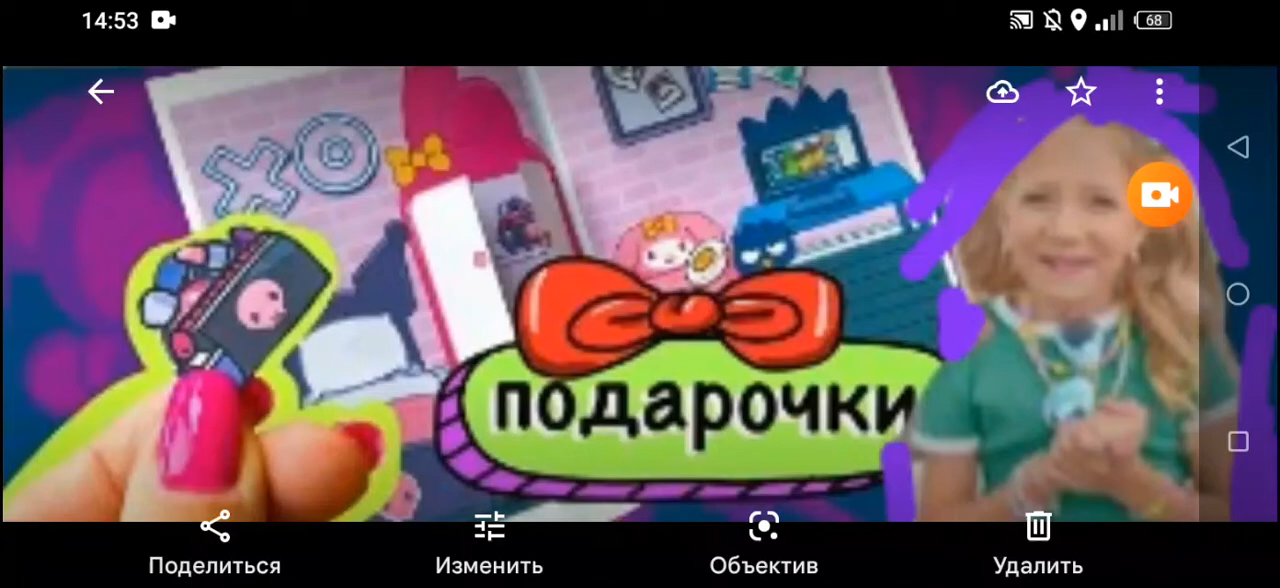 14:53
68
подарочки
Поделиться
Изменить
Объектив
Удалить